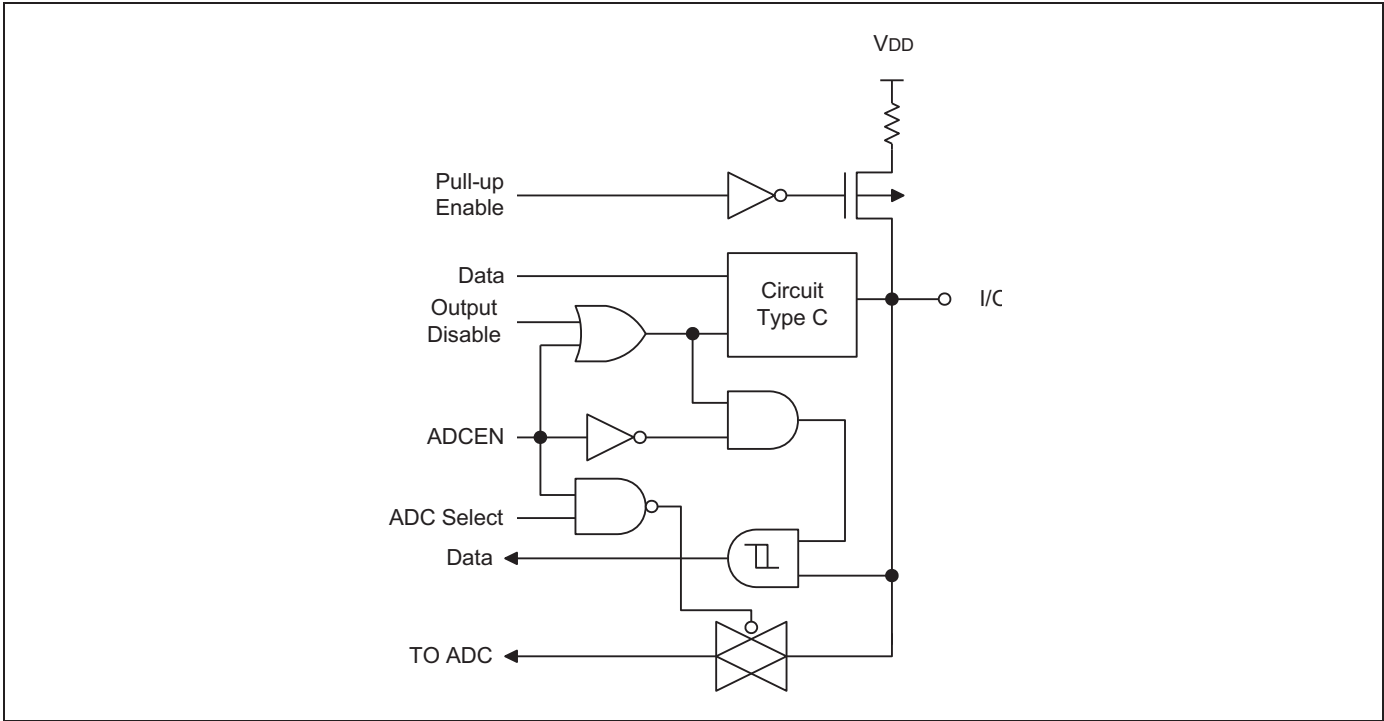 VDD
Pull-up
Enable
Data
Circuit
Type C
Output
Disable
I/C
ADCEN
ADC Select
Data
TO ADC